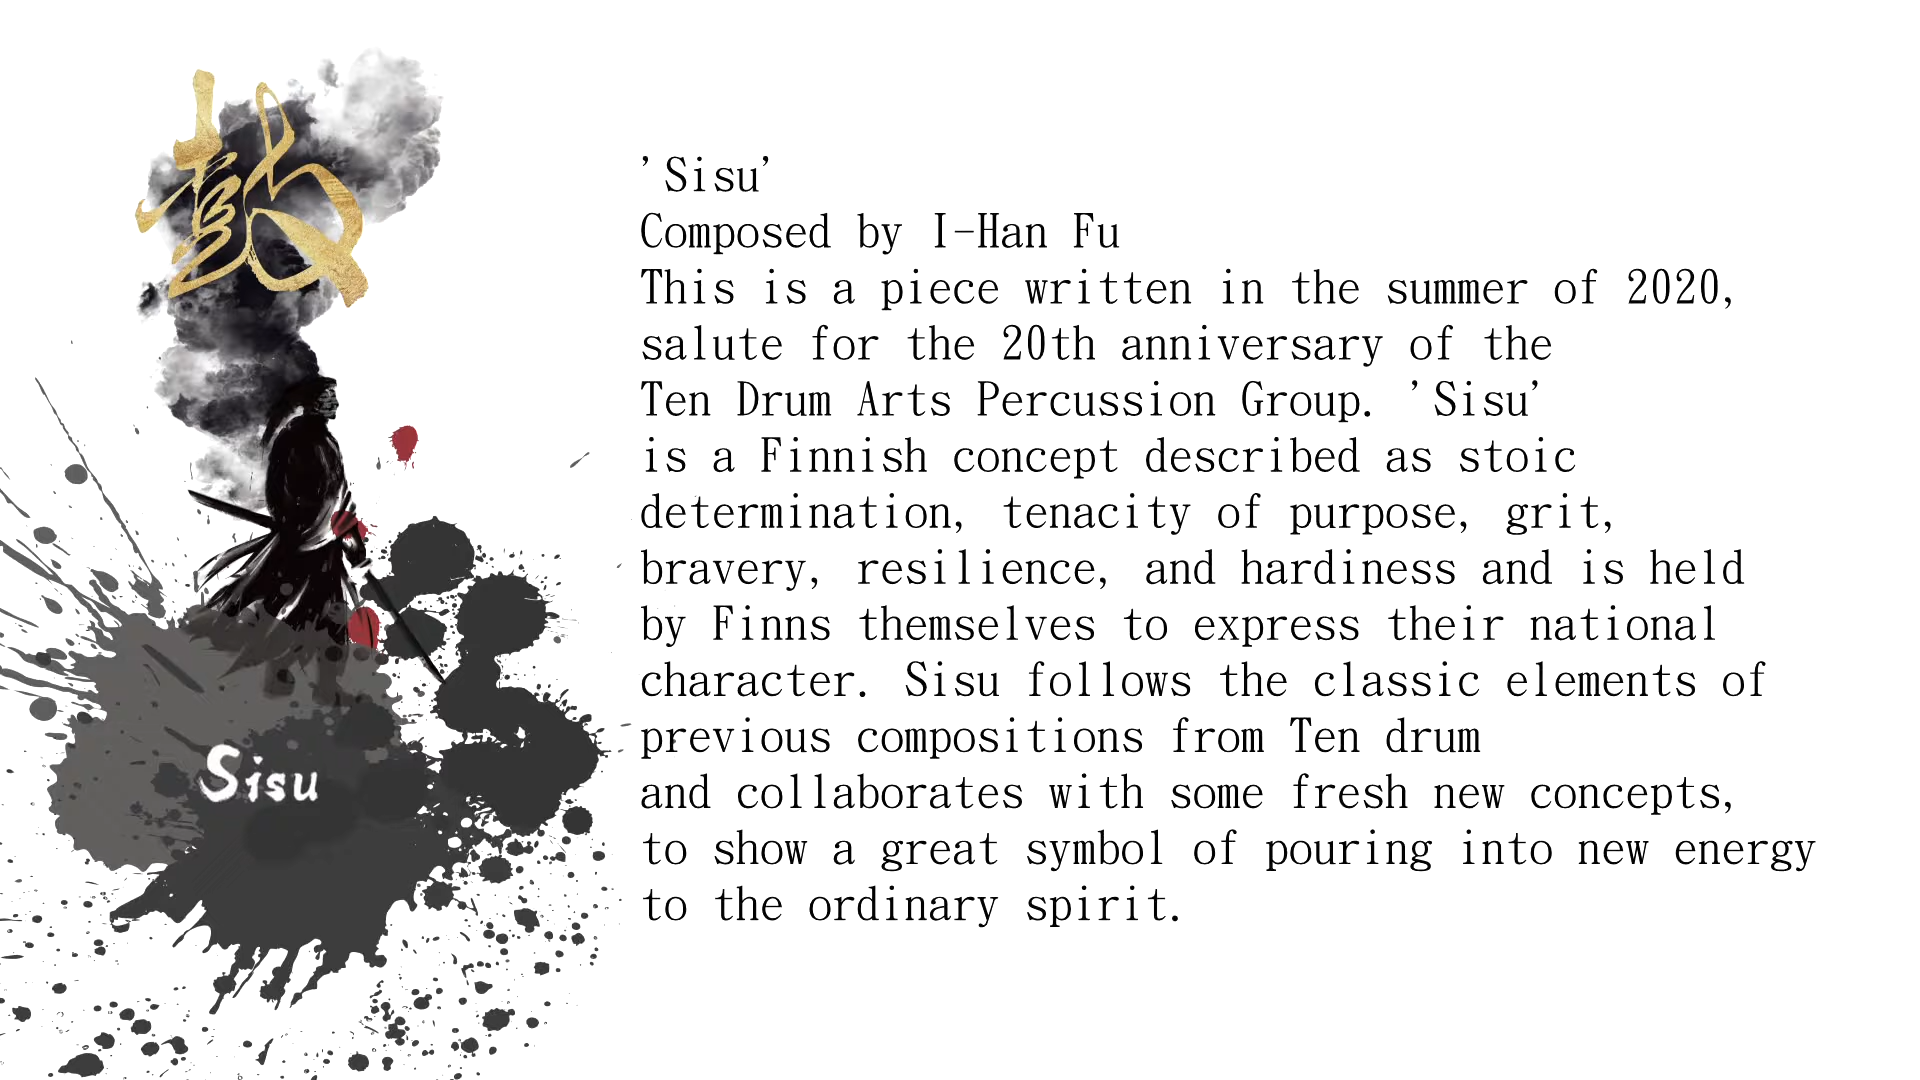 鼓
Sisu
'Sisu'
Composed by I-Han Fu
This is a piece written in the summer of 2020,
salute for the 20th anniversary of the
Ten Drum Arts Percussion Group. 'Sisu'
is a Finnish concept described as stoic
determination, tenacity of purpose, grit,
bravery, resilience, and hardiness and is held
by Finns themselves to express their national
character. Sisu follows the classic elements of
previous compositions from Ten drum
and collaborates with some fresh new concepts,
to show a great symbol of pouring into new energy
to the ordinary spirit.